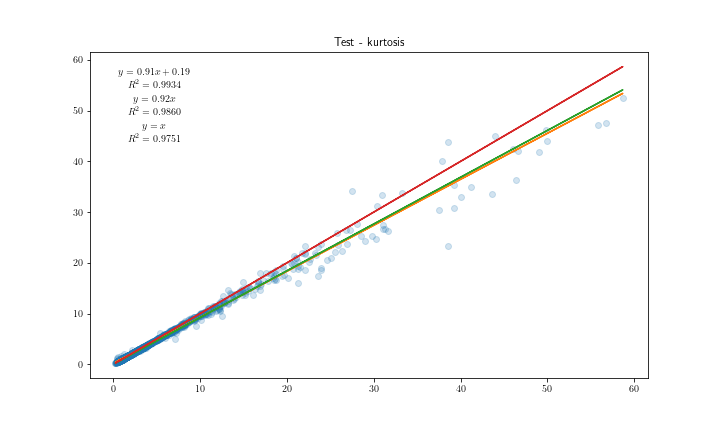 Test - kurtosis
60
50
40
30
20
10
0
y = 0.91x + 0.19
R² = 0.9934
y = 0.92x
R² = 0.9860
y = x
R² = 0.9751
0 10 20 30 40 50 60